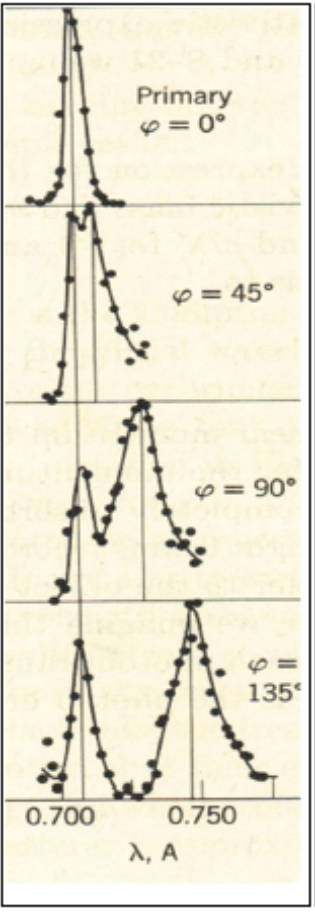 Primary
φ = 0°
φ = 45°
φ = 90°
φ =
135°
0.700 0.750
λ, A